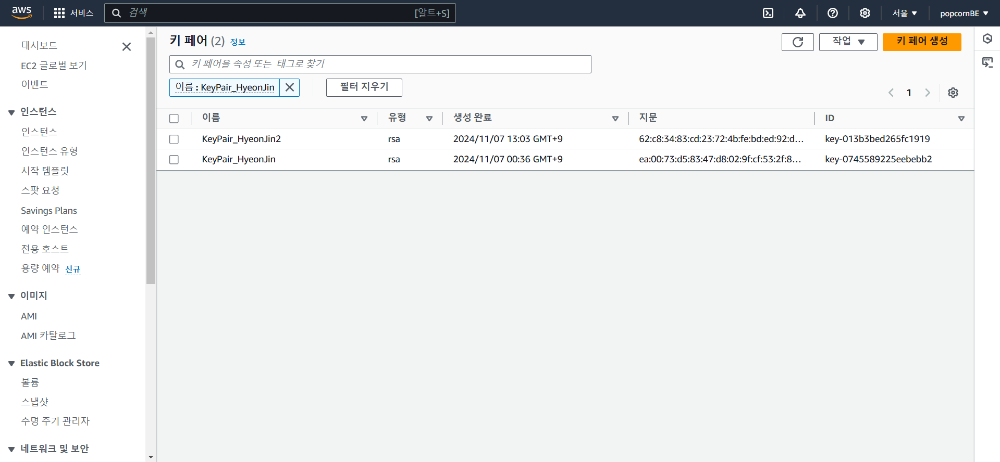 aws
서비스
검색
[알트+S]
서울
popcornBE
대시보드
EC2 글로벌 보기
이벤트
인스턴스
인스턴스
인스턴스 유형
시작 템플릿
스팟 요청
Savings Plans
예약 인스턴스
전용 호스트
용량 예약 신규
이미지
AMI
AMI 카탈로그
Elastic Block Store
볼륨
스냅샷
수명 주기 관리자
네트워크 및 보안
키 페어 (2) 정보
작업
키 페어 생성
키 페어을 속성 또는 태그로 찾기
이름 : KeyPair_HyeonJin
필터 지우기
1
이름 유형 생성 완료 지문 ID
KeyPair_HyeonJin2 rsa 2024/11/07 13:03 GMT+9 62:c8:34:83:cd:23:72:4b:fe:bd:ed:92:d... key-013b3bed265fc1919
KeyPair_HyeonJin rsa 2024/11/07 00:36 GMT+9 ea:00:73:d5:83:47:d8:02:9f:cf:53:2f:8... key-0745589225eebebb2